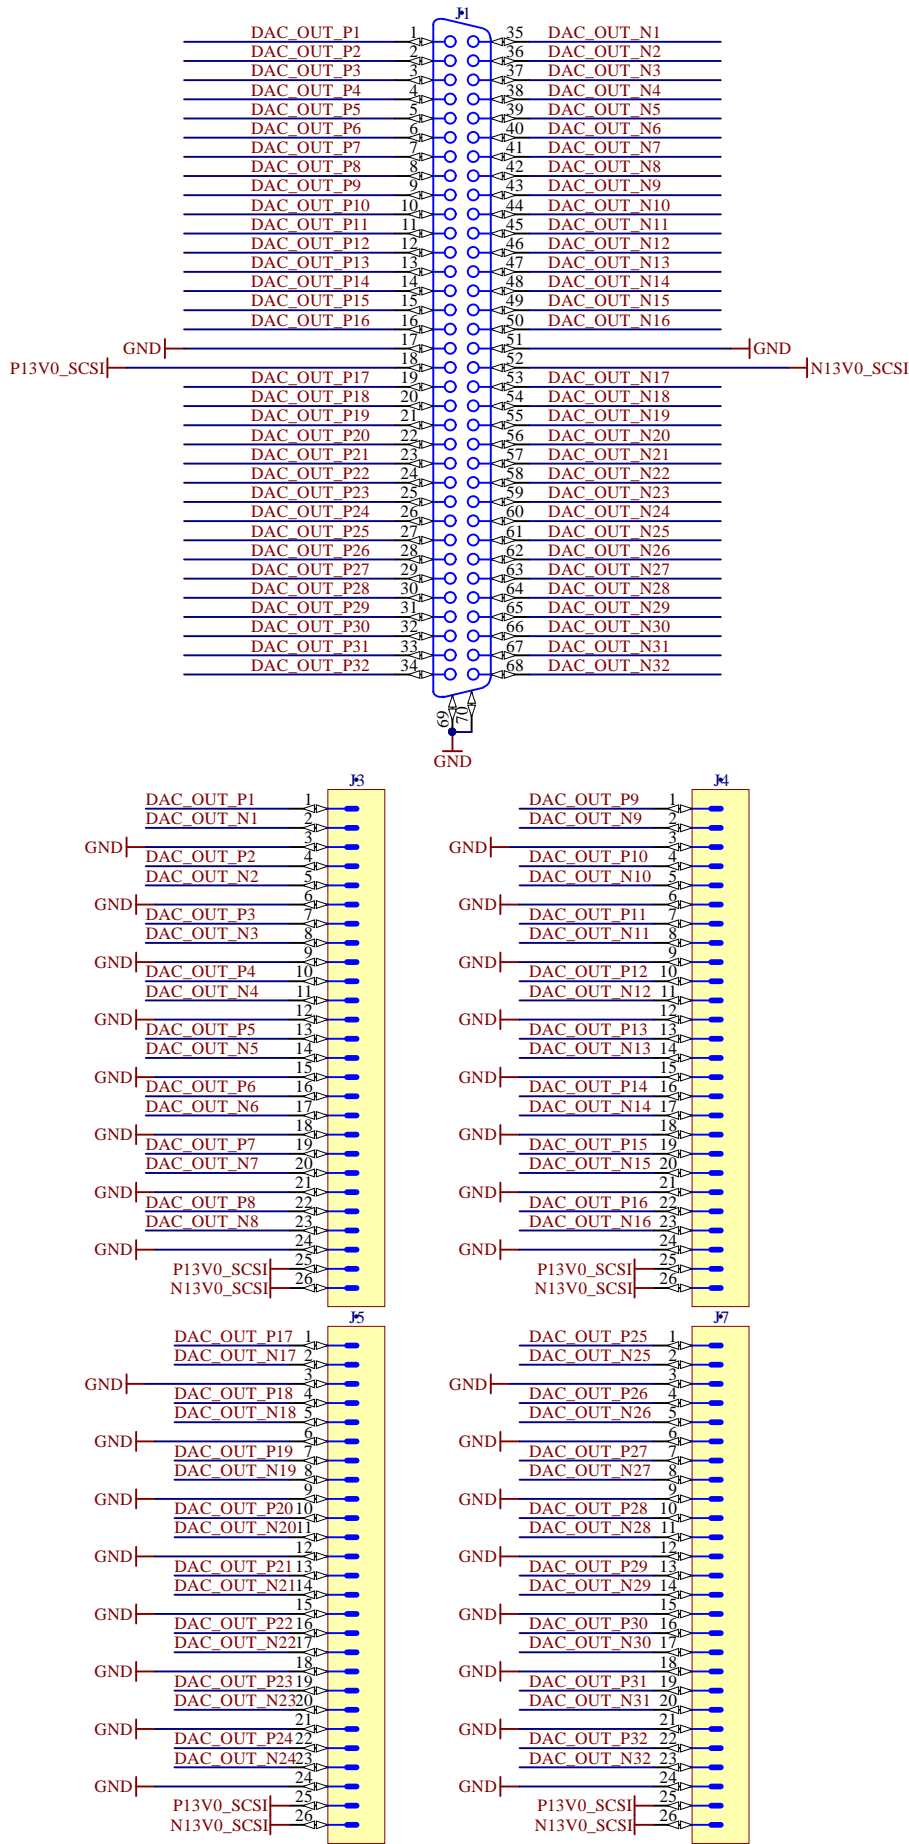 J1
DAC_OUT_P1 1 35 DAC_OUT_N1
DAC_OUT_P2 2 36 DAC_OUT_N2
DAC_OUT_P3 3 37 DAC_OUT_N3
DAC_OUT_P4 4 38 DAC_OUT_N4
DAC_OUT_P5 5 39 DAC_OUT_N5
DAC_OUT_P6 6 40 DAC_OUT_N6
DAC_OUT_P7 7 41 DAC_OUT_N7
DAC_OUT_P8 8 42 DAC_OUT_N8
DAC_OUT_P9 9 43 DAC_OUT_N9
DAC_OUT_P10 10 44 DAC_OUT_N10
DAC_OUT_P11 11 45 DAC_OUT_N11
DAC_OUT_P12 12 46 DAC_OUT_N12
DAC_OUT_P13 13 47 DAC_OUT_N13
DAC_OUT_P14 14 48 DAC_OUT_N14
DAC_OUT_P15 15 49 DAC_OUT_N15
DAC_OUT_P16 16 50 DAC_OUT_N16
GND 17 51 GND
P13V0_SCSI 18 52 N13V0_SCSI
DAC_OUT_P17 19 53 DAC_OUT_N17
DAC_OUT_P18 20 54 DAC_OUT_N18
DAC_OUT_P19 21 55 DAC_OUT_N19
DAC_OUT_P20 22 56 DAC_OUT_N20
DAC_OUT_P21 23 57 DAC_OUT_N21
DAC_OUT_P22 24 58 DAC_OUT_N22
DAC_OUT_P23 25 59 DAC_OUT_N23
DAC_OUT_P24 26 60 DAC_OUT_N24
DAC_OUT_P25 27 61 DAC_OUT_N25
DAC_OUT_P26 28 62 DAC_OUT_N26
DAC_OUT_P27 29 63 DAC_OUT_N27
DAC_OUT_P28 30 64 DAC_OUT_N28
DAC_OUT_P29 31 65 DAC_OUT_N29
DAC_OUT_P30 32 66 DAC_OUT_N30
DAC_OUT_P31 33 67 DAC_OUT_N31
DAC_OUT_P32 34 68 DAC_OUT_N32
69 70
GND
J3
DAC_OUT_P1 1
DAC_OUT_N1 2
GND 3
DAC_OUT_P2 4
DAC_OUT_N2 5
GND 6
DAC_OUT_P3 7
DAC_OUT_N3 8
GND 9
DAC_OUT_P4 10
DAC_OUT_N4 11
GND 12
DAC_OUT_P5 13
DAC_OUT_N5 14
GND 15
DAC_OUT_P6 16
DAC_OUT_N6 17
GND 18
DAC_OUT_P7 19
DAC_OUT_N7 20
GND 21
DAC_OUT_P8 22
DAC_OUT_N8 23
GND 24
P13V0_SCSI 25
N13V0_SCSI 26
J4
DAC_OUT_P9 1
DAC_OUT_N9 2
GND 3
DAC_OUT_P10 4
DAC_OUT_N10 5
GND 6
DAC_OUT_P11 7
DAC_OUT_N11 8
GND 9
DAC_OUT_P12 10
DAC_OUT_N12 11
GND 12
DAC_OUT_P13 13
DAC_OUT_N13 14
GND 15
DAC_OUT_P14 16
DAC_OUT_N14 17
GND 18
DAC_OUT_P15 19
DAC_OUT_N15 20
GND 21
DAC_OUT_P16 22
DAC_OUT_N16 23
GND 24
P13V0_SCSI 25
N13V0_SCSI 26
J5
DAC_OUT_P17 1
DAC_OUT_N17 2
GND 3
DAC_OUT_P18 4
DAC_OUT_N18 5
GND 6
DAC_OUT_P19 7
DAC_OUT_N19 8
GND 9
DAC_OUT_P20 10
DAC_OUT_N20 11
GND 12
DAC_OUT_P21 13
DAC_OUT_N21 14
GND 15
DAC_OUT_P22 16
DAC_OUT_N22 17
GND 18
DAC_OUT_P23 19
DAC_OUT_N23 20
GND 21
DAC_OUT_P24 22
DAC_OUT_N24 23
GND 24
P13V0_SCSI 25
N13V0_SCSI 26
J7
DAC_OUT_P25 1
DAC_OUT_N25 2
GND 3
DAC_OUT_P26 4
DAC_OUT_N26 5
GND 6
DAC_OUT_P27 7
DAC_OUT_N27 8
GND 9
DAC_OUT_P28 10
DAC_OUT_N28 11
GND 12
DAC_OUT_P29 13
DAC_OUT_N29 14
GND 15
DAC_OUT_P30 16
DAC_OUT_N30 17
GND 18
DAC_OUT_P31 19
DAC_OUT_N31 20
GND 21
DAC_OUT_P32 22
DAC_OUT_N32 23
GND 24
P13V0_SCSI 25
N13V0_SCSI 26